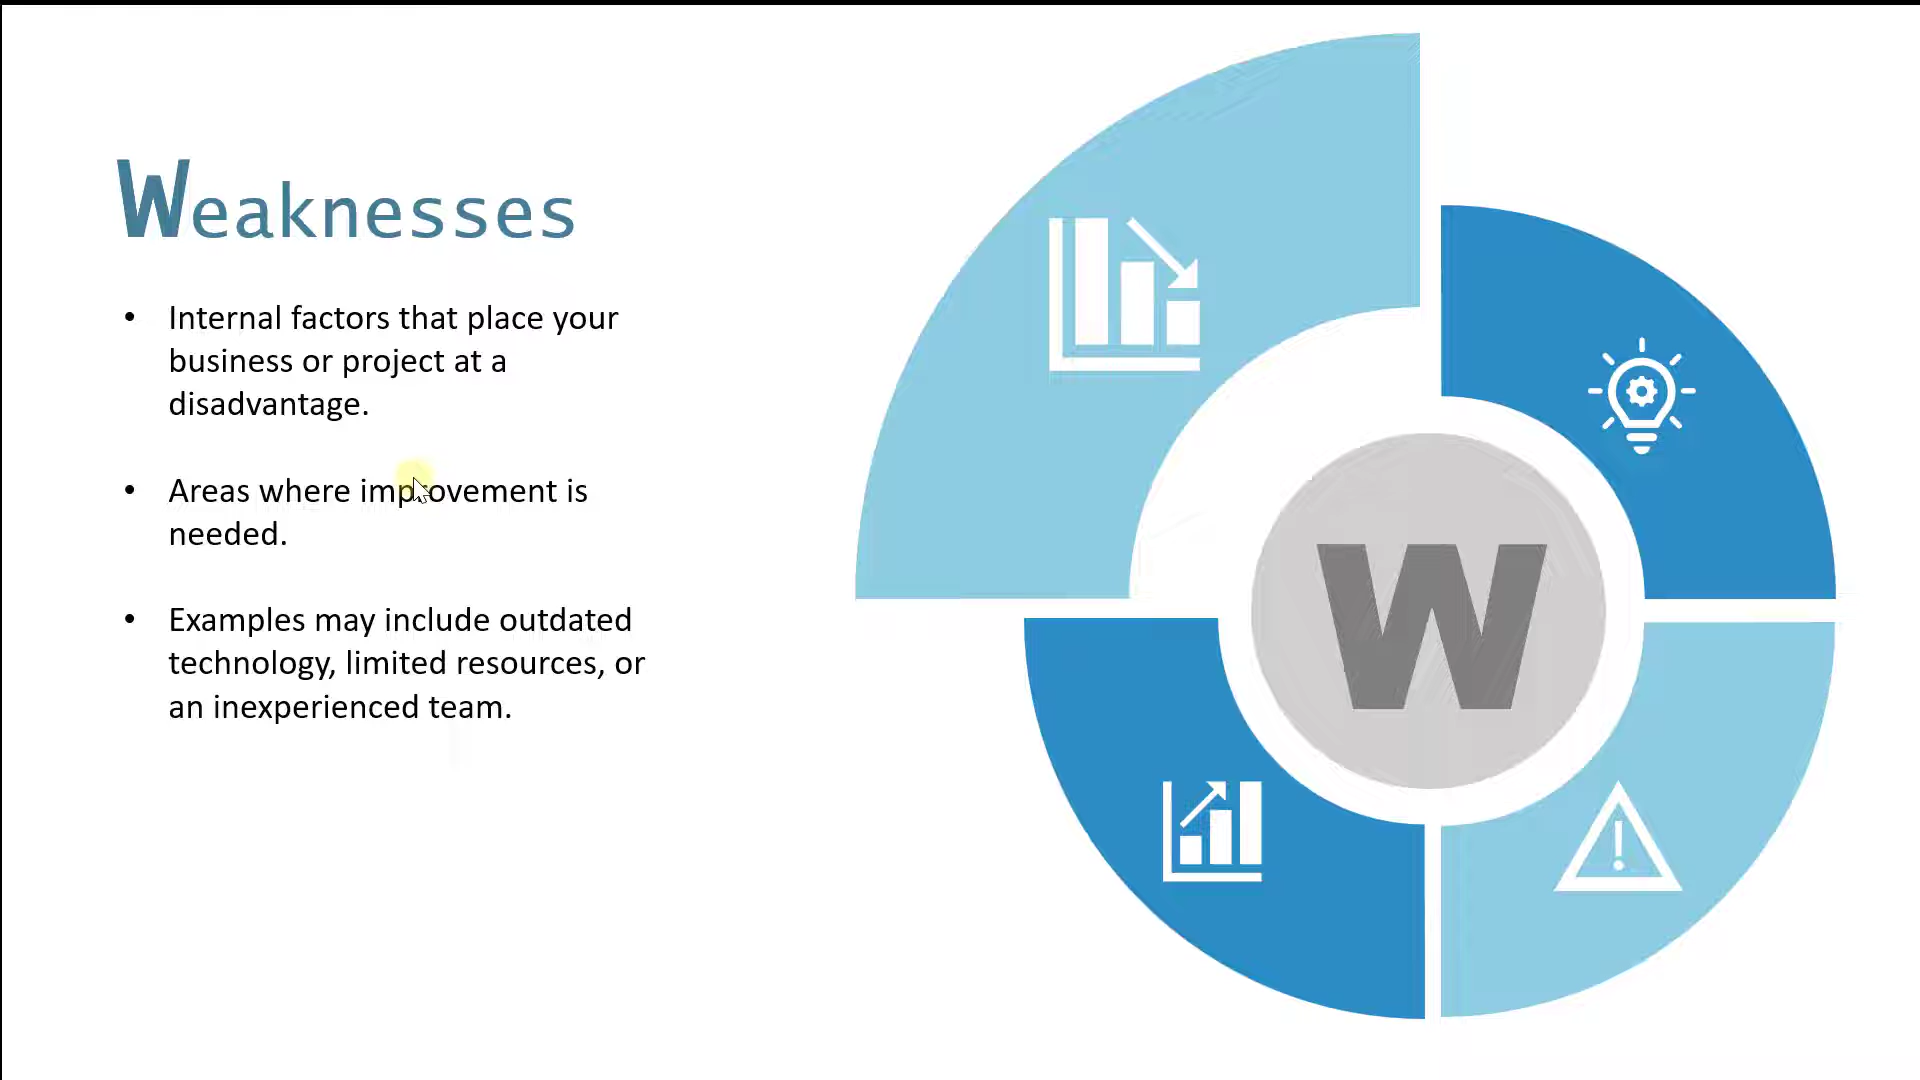 Weaknesses
• Internal factors that place your
business or project at a
disadvantage.
• Areas where improvement is
needed.
• Examples may include outdated
technology, limited resources, or
an inexperienced team.
W